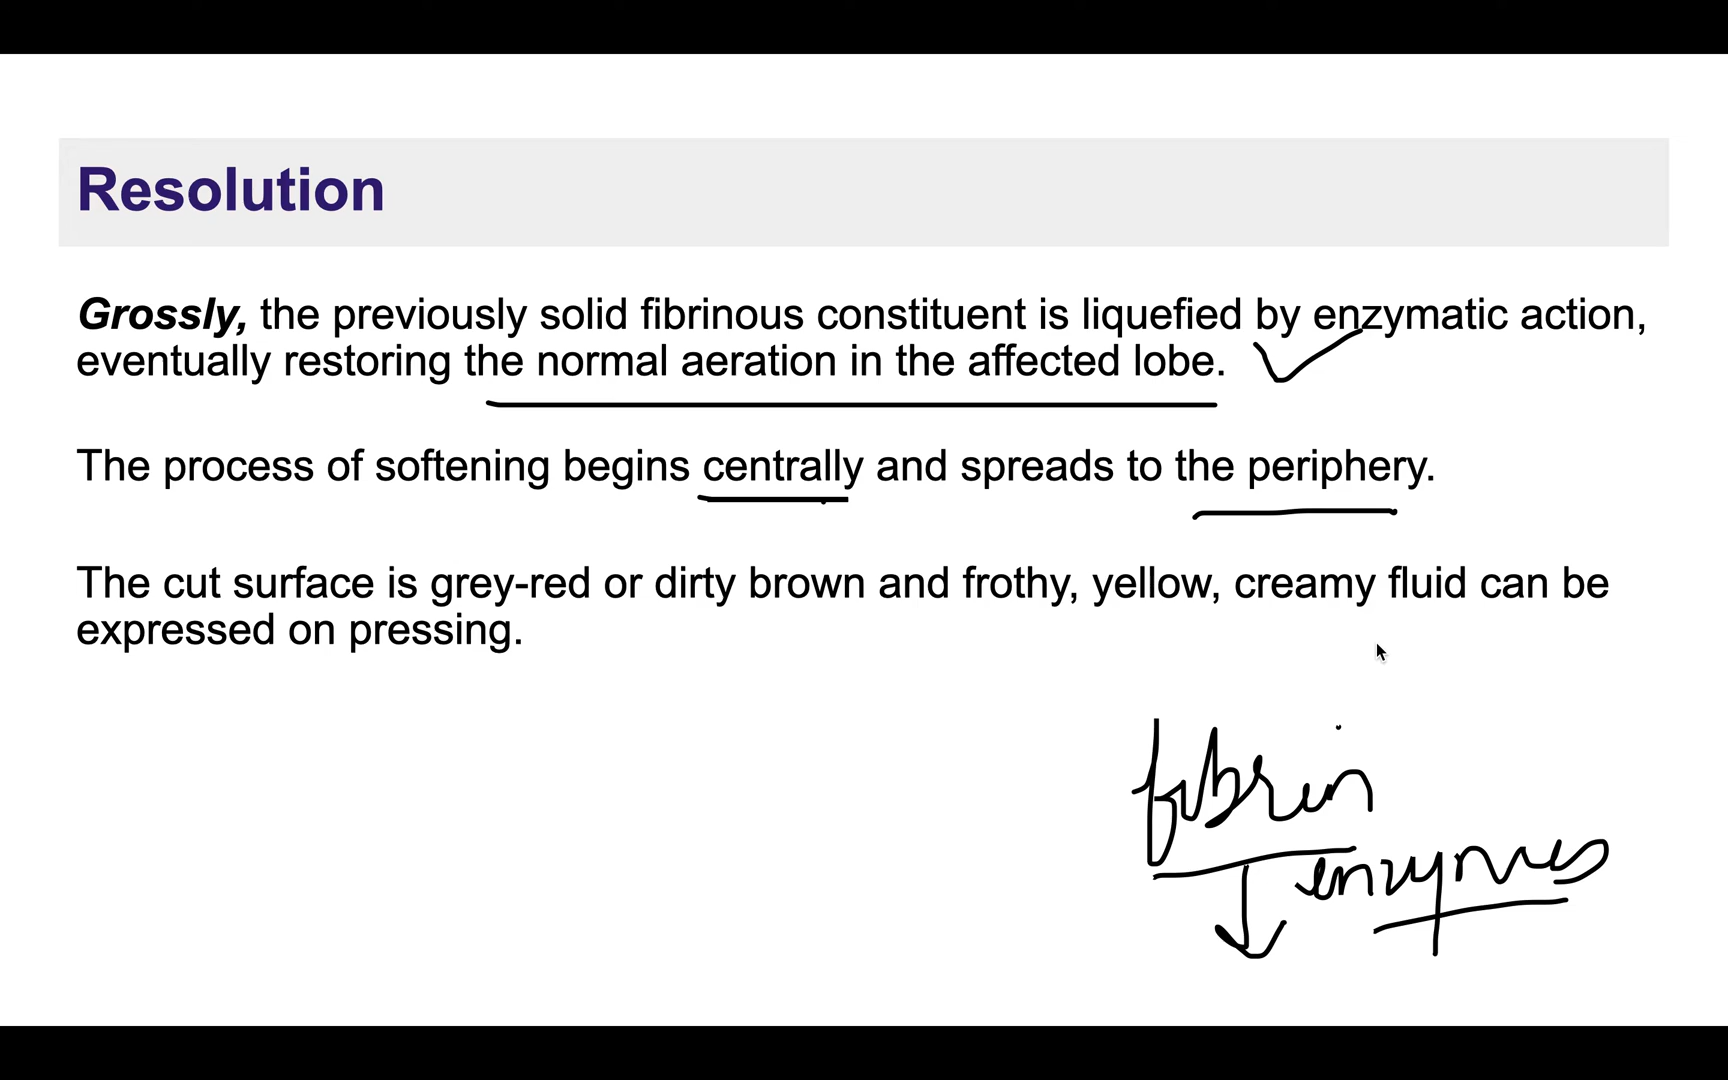 Resolution
Grossly, the previously solid fibrinous constituent is liquefied by enzymatic action,
eventually restoring the normal aeration in the affected lobe.
The process of softening begins centrally and spreads to the periphery.
The cut surface is grey-red or dirty brown and frothy, yellow, creamy fluid can be
expressed on pressing.
fibrin
enzymes